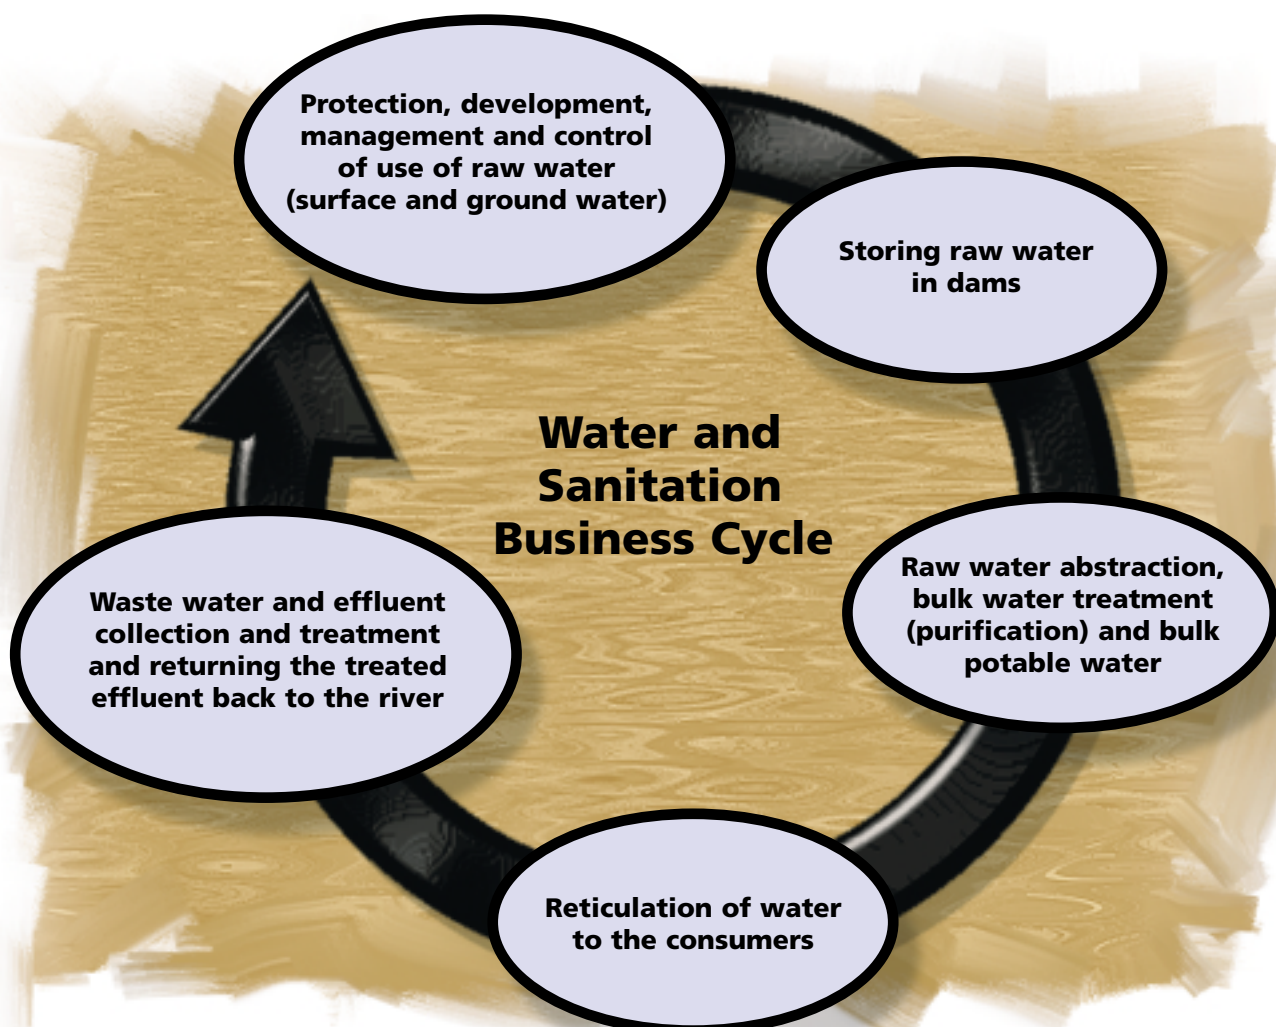 Protection, development,
management and control
of use of raw water
(surface and ground water)
Storing raw water
in dams
Water and
Sanitation
Business Cycle
Raw water abstraction,
bulk water treatment
(purification) and bulk
potable water
Waste water and effluent
collection and treatment
and returning the treated
effluent back to the river
Reticulation of water
to the consumers